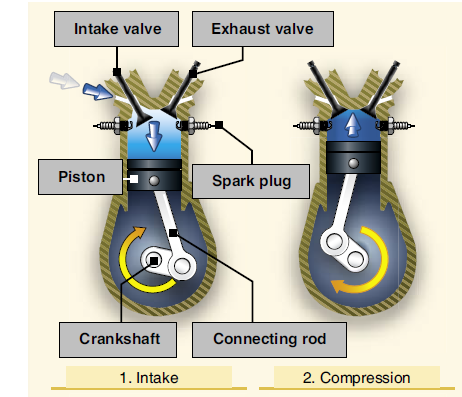 Intake valve
Exhaust valve
Piston
Spark plug
Crankshaft
Connecting rod
1. Intake
2. Compression